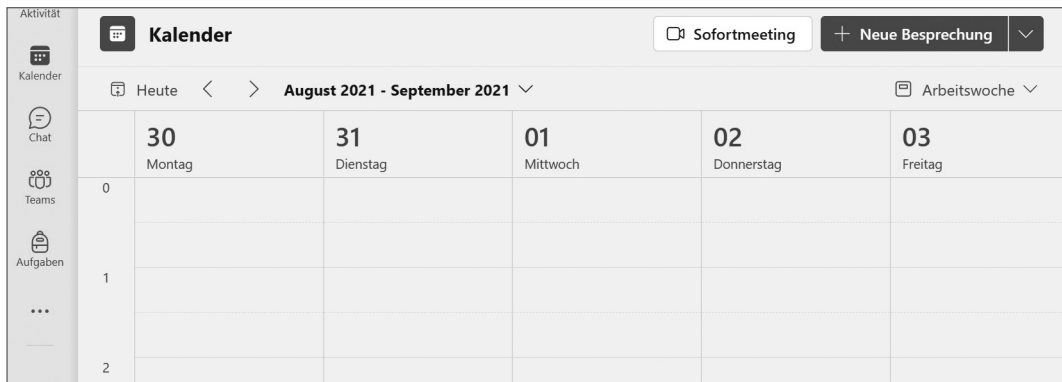 Aktivität
Kalender
Chat
Teams
Aufgaben
Kalender
Sofortmeeting
Neue Besprechung
Heute
August 2021 - September 2021
Arbeitswoche
30 31 01 02 03
Montag Dienstag Mittwoch Donnerstag Freitag
0
1
2